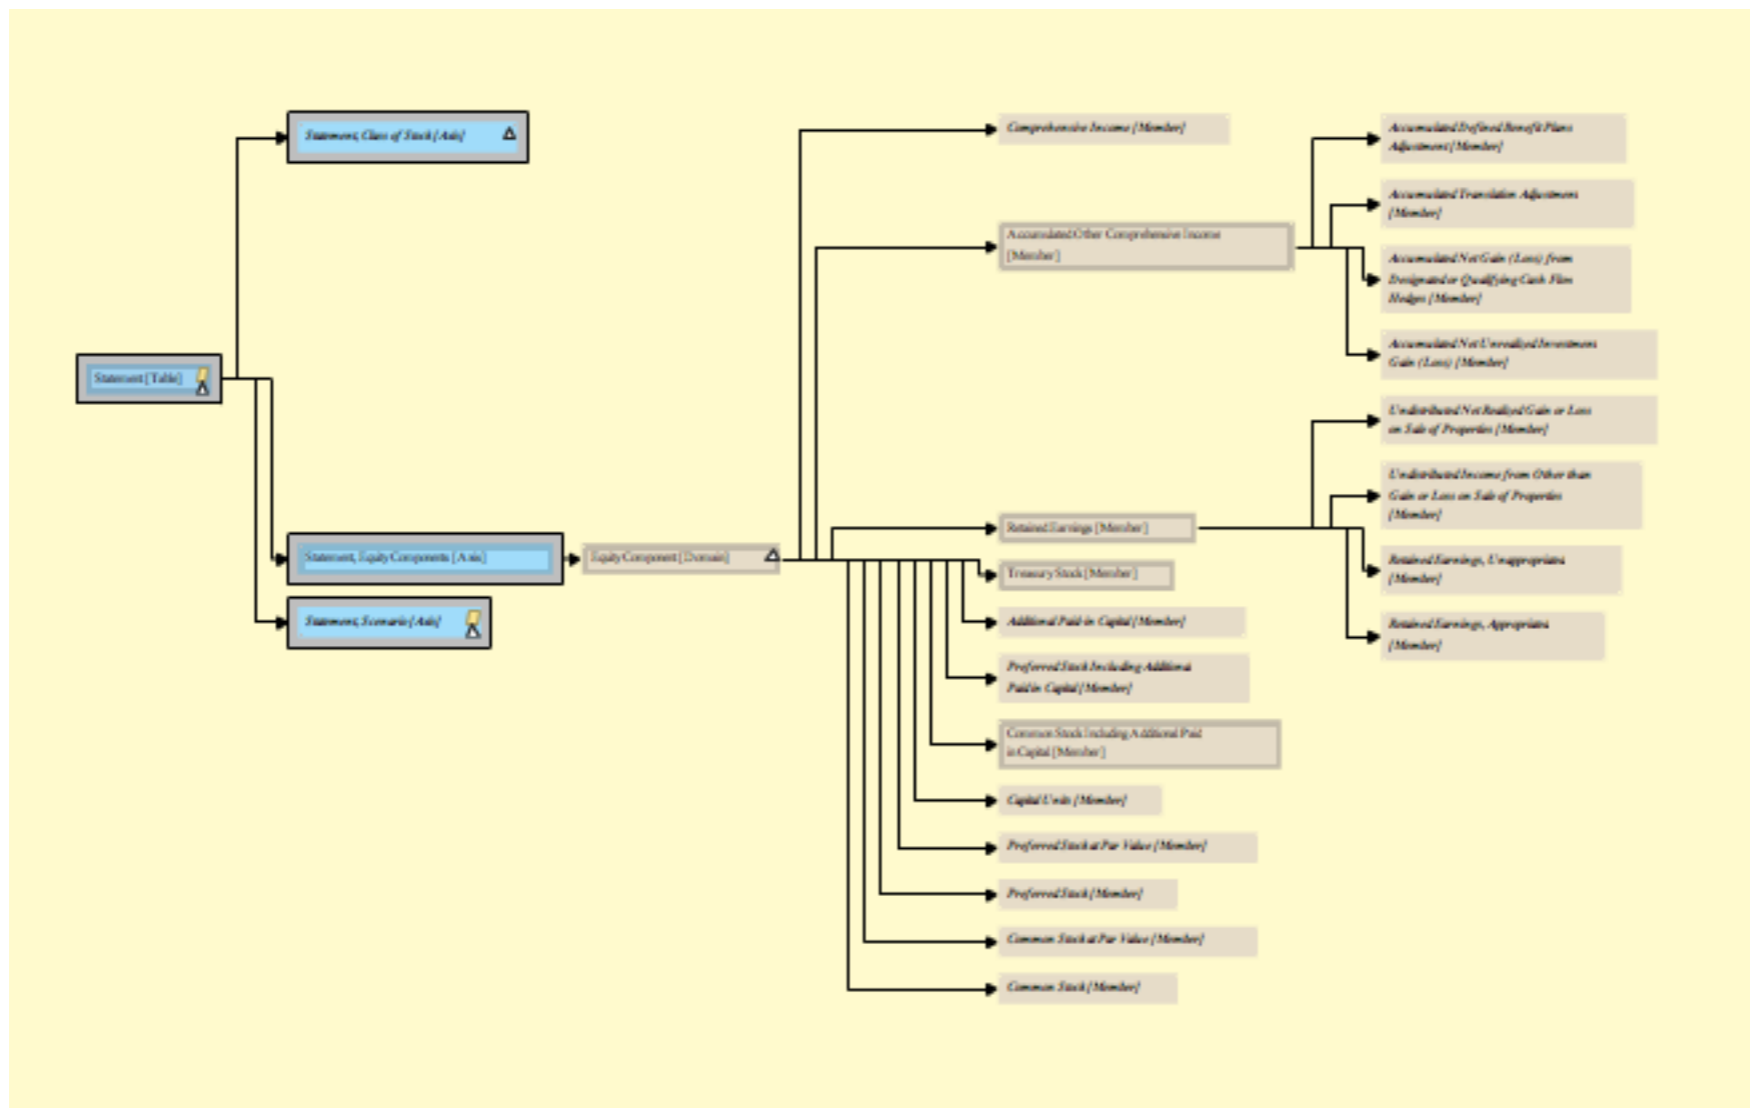 Statement, Class of Stock [Axis]
Statement [Table]
Statement, Equity Components [Axis]
Statement, Scenario [Axis]
Equity Component [Domain]
Comprehensive Income [Member]
Accumulated Other Comprehensive Income
[Member]
Retained Earnings [Member]
Treasury Stock [Member]
Additional Paid-in Capital [Member]
Preferred Stock Including Additional
Paid in Capital [Member]
Common Stock Including Additional Paid
in Capital [Member]
Capital Units [Member]
Preferred Stock at Par Value [Member]
Preferred Stock [Member]
Common Stock at Par Value [Member]
Common Stock [Member]
Accumulated Defined Benefit Plans
Adjustment [Member]
Accumulated Translation Adjustment
[Member]
Accumulated Net Gain (Loss) from
Designated or Qualifying Cash Flow
Hedges [Member]
Accumulated Net Unrealized Investment
Gain (Loss) [Member]
Undistributed Net Realized Gain or Loss
on Sale of Properties [Member]
Undistributed Income from Other than
Gain or Loss on Sale of Properties
[Member]
Retained Earnings, Unappropriated
[Member]
Retained Earnings, Appropriated
[Member]